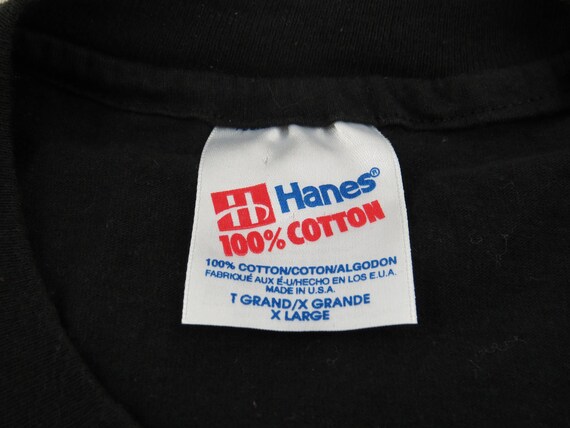 Hanes®
100% COTTON
100% COTTON/COTON/ALGODON
FABRIQUÉ AUX É-U/HECHO EN LOS E.U.A.
MADE IN U.S.A.
T GRAND/X GRANDE
X LARGE